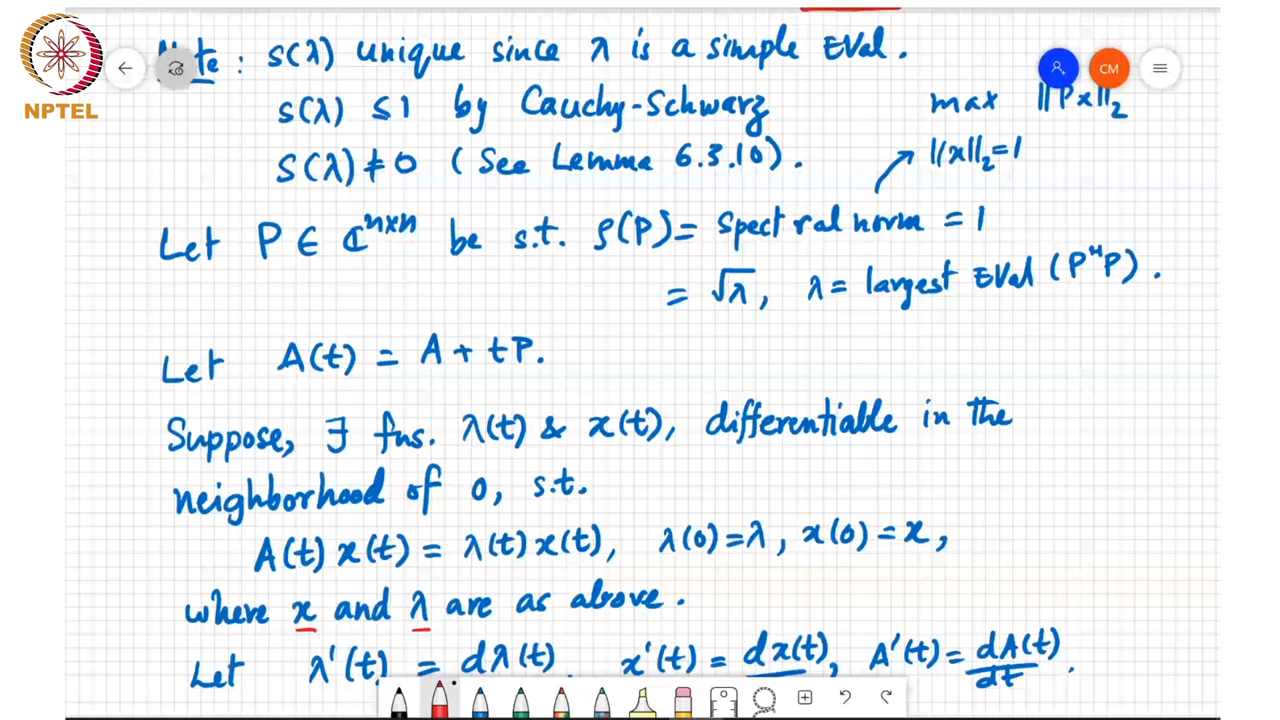 Note : s(λ) unique since λ is a simple EVal.
s(λ) ≤ 1 by Cauchy-Schwarz
s(λ) ≠ 0 (See Lemma 6.3.10).
max ||Px||₂
||x||₂=1
Let P ∈ ℂⁿˣⁿ be s.t. ρ(P) = spectral norm = 1
= √λ, λ = largest EVal (PᴴP).
Let A(t) = A + tP.
Suppose, ∃ fns. λ(t) & x(t), differentiable in the
neighborhood of 0, s.t.
A(t) x(t) = λ(t) x(t), λ(0)=λ, x(0) = x,
where x and λ are as above.
Let λ'(t) = dλ(t) x'(t) = dx(t), A'(t) = dA(t)/dt.
NPTEL
CM